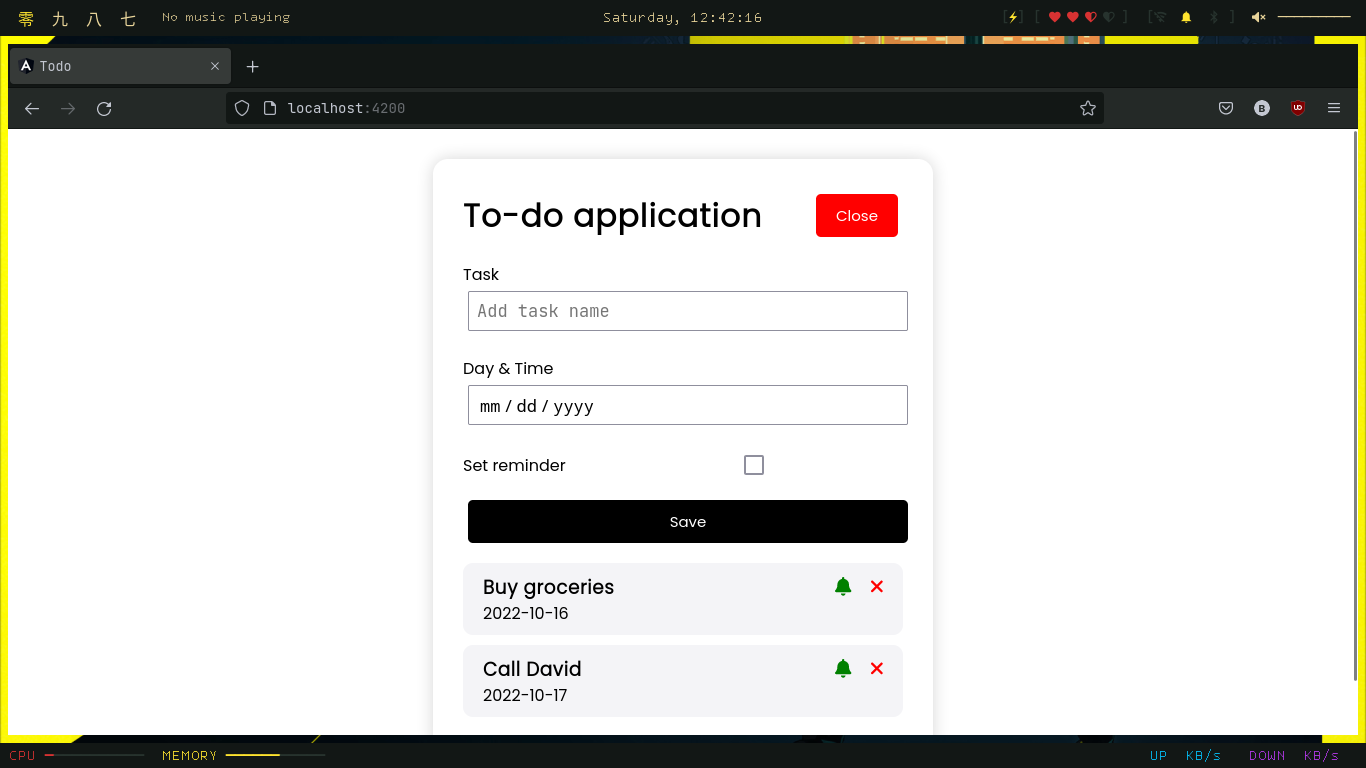 零 九 八 七 No music playing Saturday, 12:42:16
Todo
localhost:4200
B
UD
To-do application Close
Task
Add task name
Day & Time
mm / dd / yyyy
Set reminder
Save
Buy groceries
2022-10-16
Call David
2022-10-17
CPU MEMORY UP KB/s DOWN KB/s